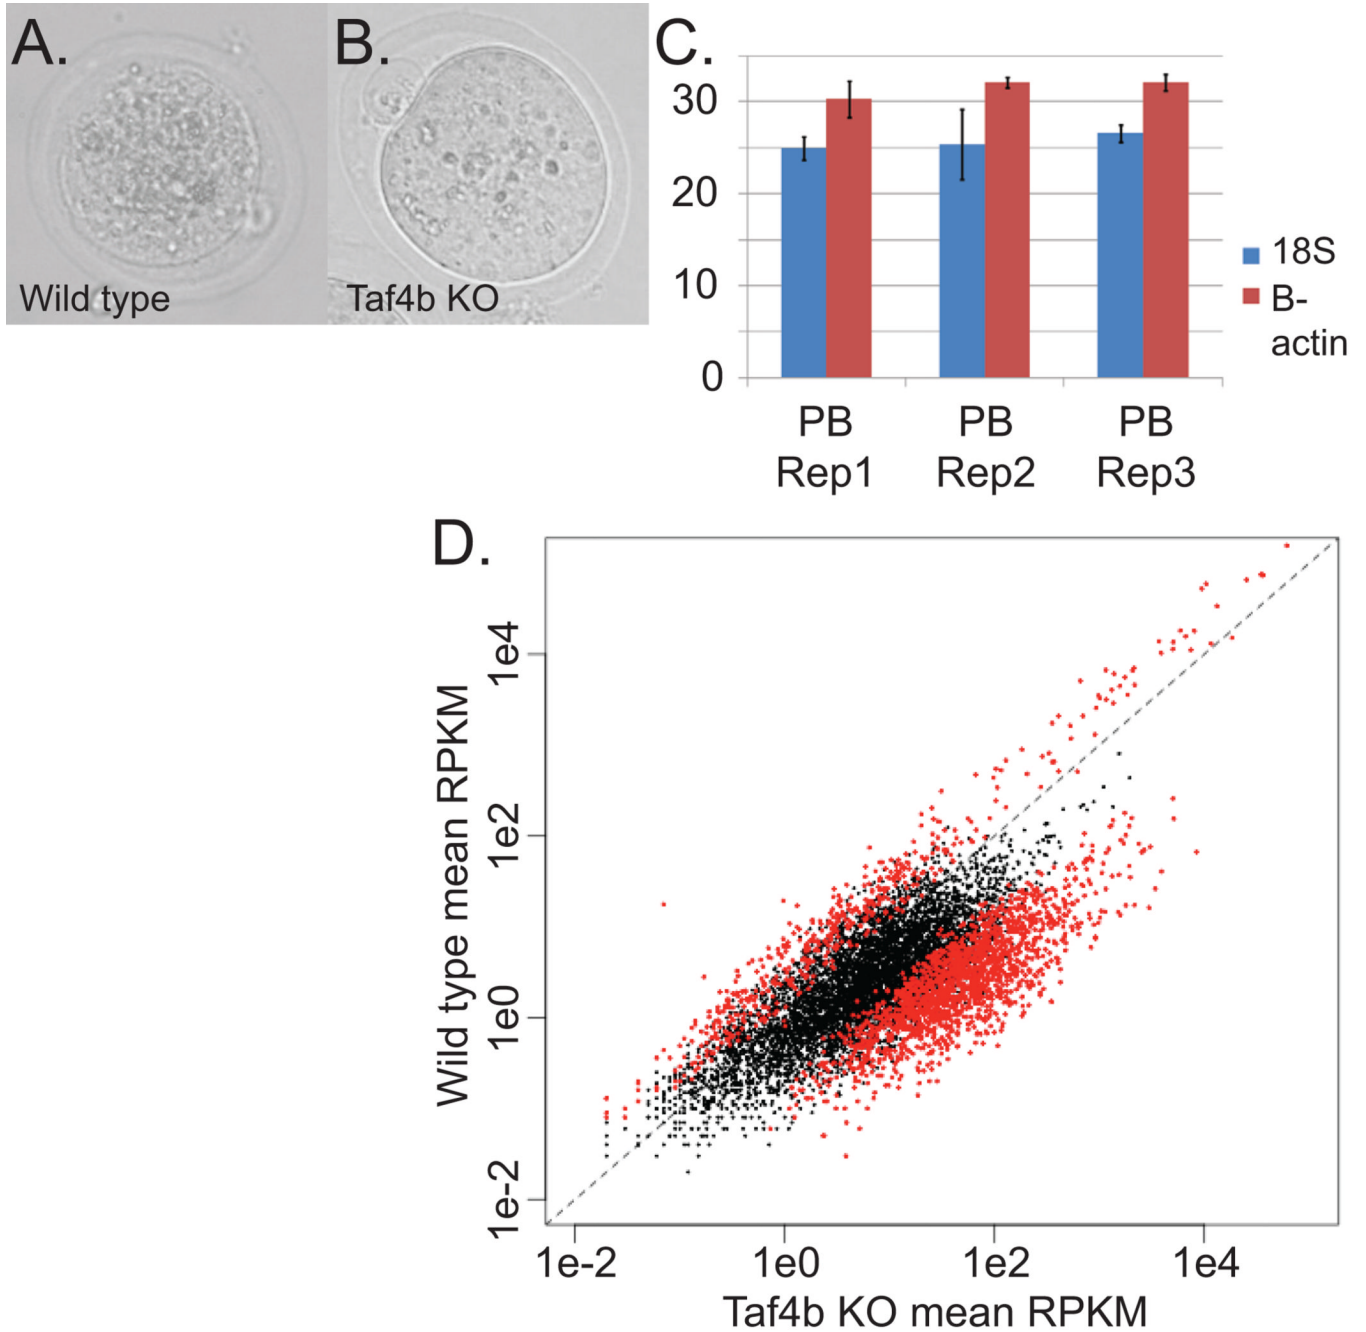 A.
Wild type
B.
Taf4b KO
C.
30
20
10
0
PB
Rep1
PB
Rep2
PB
Rep3
18S
B-
actin
D.
Wild type mean RPKM
1e4
1e2
1e0
1e-2
1e-2
1e0
1e2
1e4
Taf4b KO mean RPKM